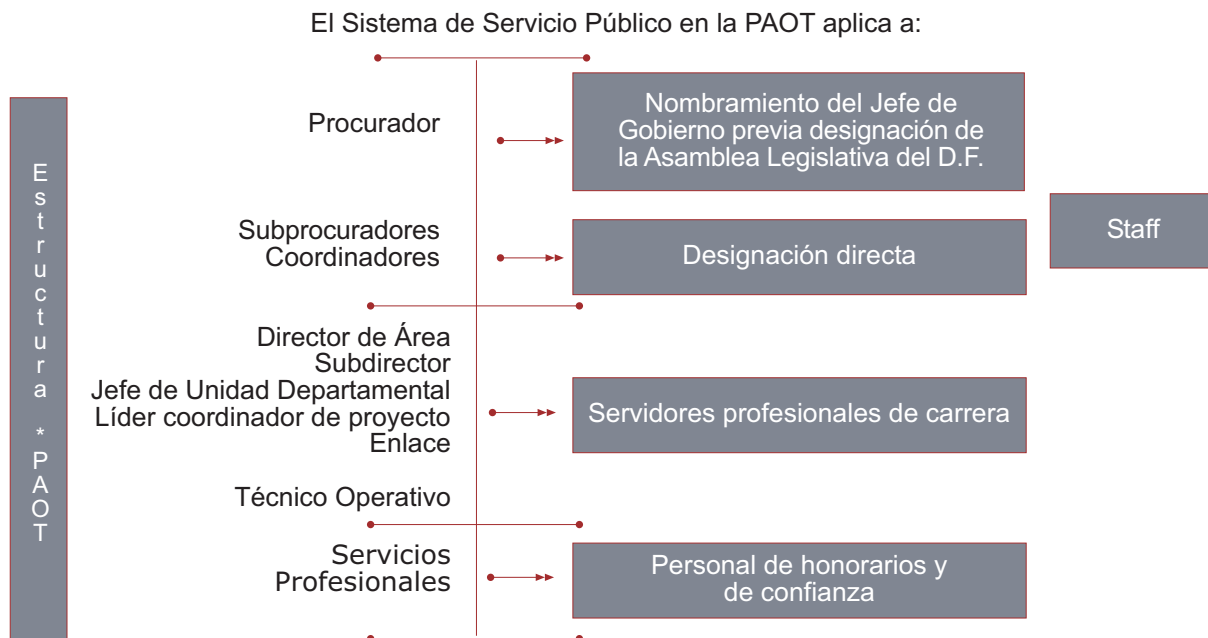 El Sistema de Servicio Público en la PAOT aplica a:
Estructura * PAOT
Procurador
Nombramiento del Jefe de
Gobierno previa designación de
la Asamblea Legislativa del D.F.
Subprocuradores
Coordinadores
Designación directa
Staff
Director de Área
Subdirector
Jefe de Unidad Departamental
Líder coordinador de proyecto
Enlace
Servidores profesionales de carrera
Técnico Operativo
Servicios
Profesionales
Personal de honorarios y
de confianza